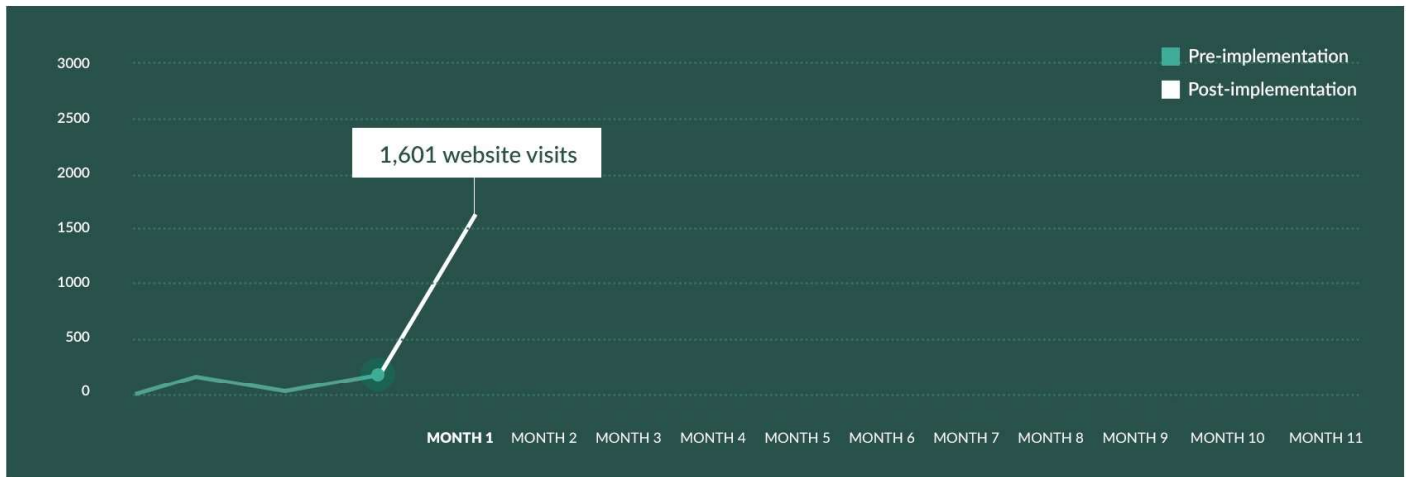 3000
Pre-implementation
Post-implementation
2500
1,601 website visits
2000
1500
1000
500
0
MONTH 1 MONTH 2 MONTH 3 MONTH 4 MONTH 5 MONTH 6 MONTH 7 MONTH 8 MONTH 9 MONTH 10 MONTH 11